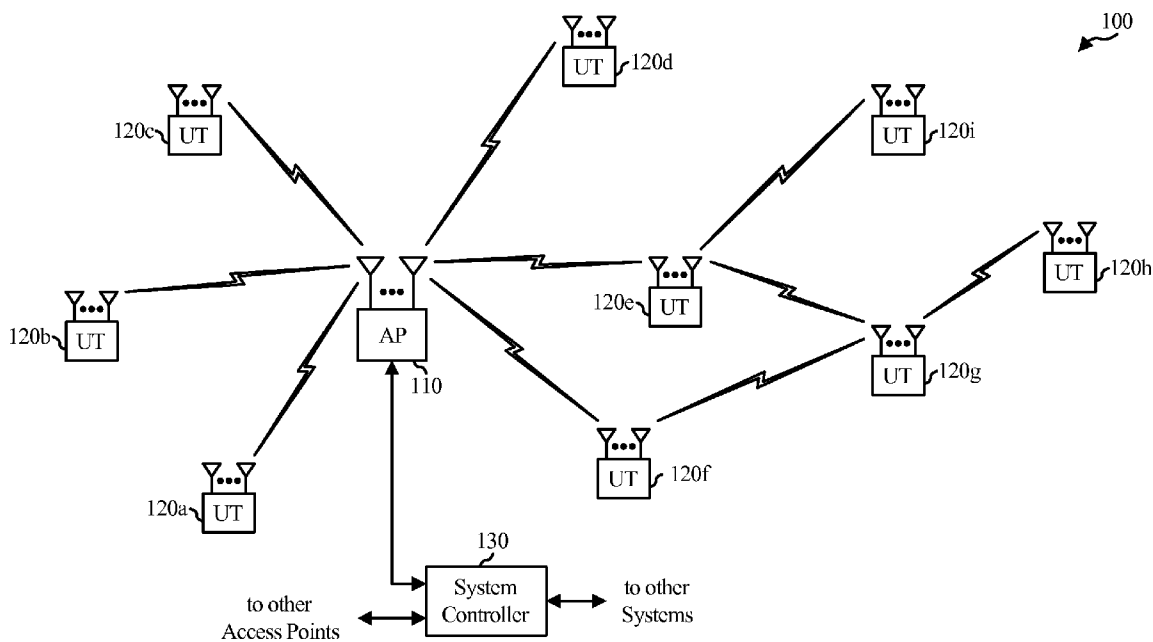 100
UT
120d
UT
120c
UT
120i
UT
120h
UT
120e
UT
120b
AP
110
UT
120g
UT
120f
UT
120a
130
System
Controller
to other
Access Points
to other
Systems